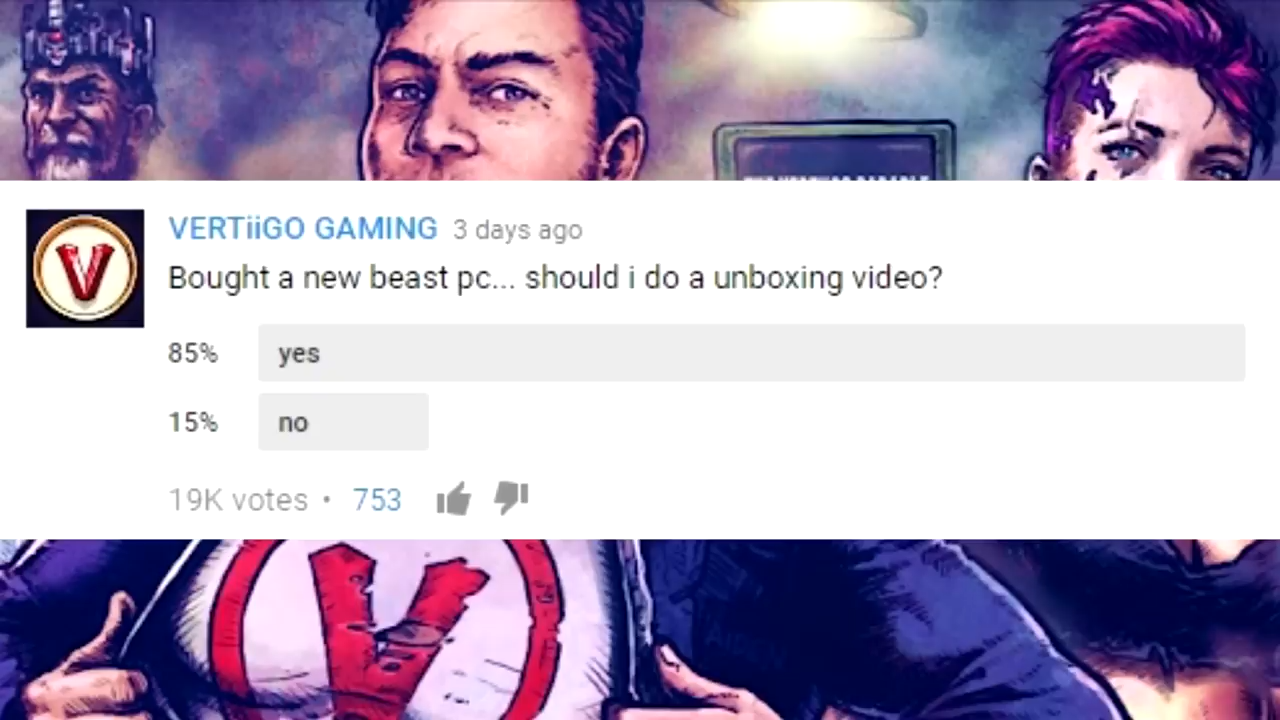 VERTiiGO GAMING 3 days ago
Bought a new beast pc... should i do a unboxing video?
85% yes
15% no
19K votes • 753
V